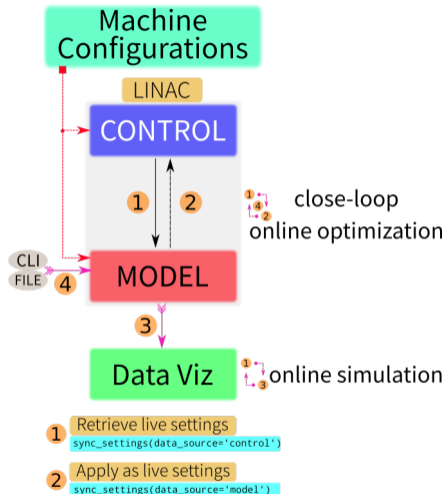 Machine
Configurations
LINAC
CONTROL
1
2
1
4
2
close-loop
online optimization
CLI
FILE
4
MODEL
3
Data Viz
1
3
online simulation
1
Retrieve live settings
sync_settings(data_source='control')
2
Apply as live settings
sync_settings(data_source='model')